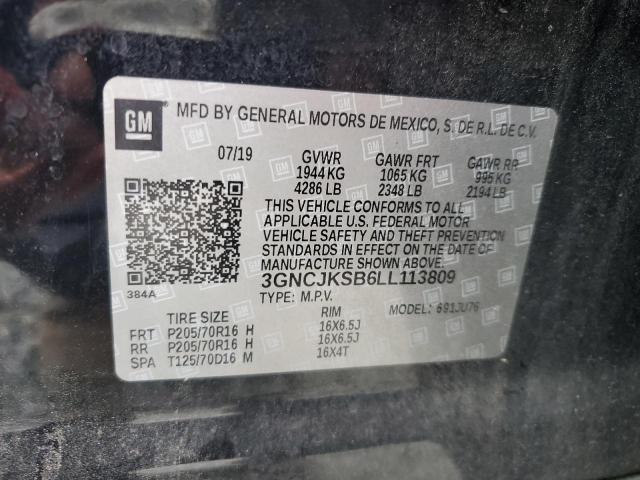 GM
MFD BY GENERAL MOTORS DE MEXICO, S. DE R.L. DE C.V.
07/19 GVWR GAWR FRT GAWR RR
1944 KG 1065 KG 995 KG
4286 LB 2348 LB 2194 LB
THIS VEHICLE CONFORMS TO ALL
APPLICABLE U.S. FEDERAL MOTOR
VEHICLE SAFETY AND THEFT PREVENTION
STANDARDS IN EFFECT ON THE DATE OF
MANUFACTURE SHOWN ABOVE.
384A
3GNCJKSB6LL113809
TYPE: M.P.V. MODEL: 691JU76
TIRE SIZE RIM
FRT P205/70R16 H 16X6.5J
RR P205/70R16 H 16X6.5J
SPA T125/70D16 M 16X4T